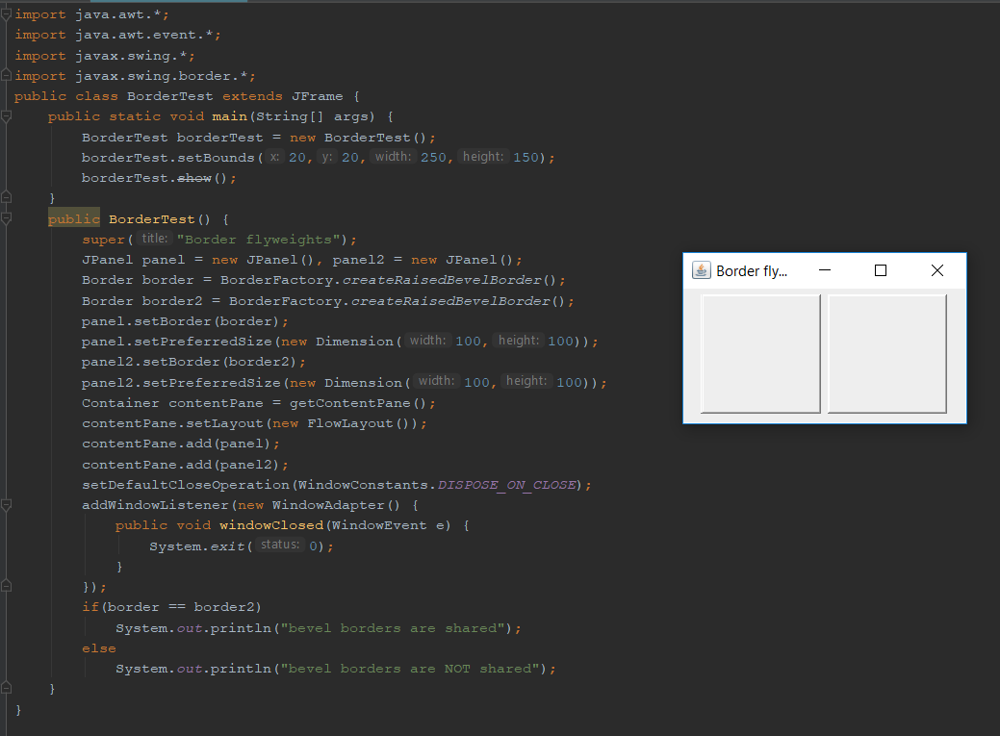 import java.awt.*;
import java.awt.event.*;
import javax.swing.*;
import javax.swing.border.*;
public class BorderTest extends JFrame {
public static void main(String[] args) {
BorderTest borderTest = new BorderTest();
borderTest.setBounds( x: 20, y: 20, width: 250, height: 150);
borderTest.show();
}
public BorderTest() {
super( title: "Border flyweights");
JPanel panel = new JPanel(), panel2 = new JPanel();
Border border = BorderFactory.createRaisedBevelBorder();
Border border2 = BorderFactory.createRaisedBevelBorder();
panel.setBorder(border);
panel.setPreferredSize(new Dimension( width: 100, height: 100));
panel2.setBorder(border2);
panel2.setPreferredSize(new Dimension( width: 100, height: 100));
Container contentPane = getContentPane();
contentPane.setLayout(new FlowLayout());
contentPane.add(panel);
contentPane.add(panel2);
setDefaultCloseOperation(WindowConstants.DISPOSE_ON_CLOSE);
addWindowListener(new WindowAdapter() {
public void windowClosed(WindowEvent e) {
System.exit( status: 0);
}
});
if(border == border2)
System.out.println("bevel borders are shared");
else
System.out.println("bevel borders are NOT shared");
}
}
Border fly...